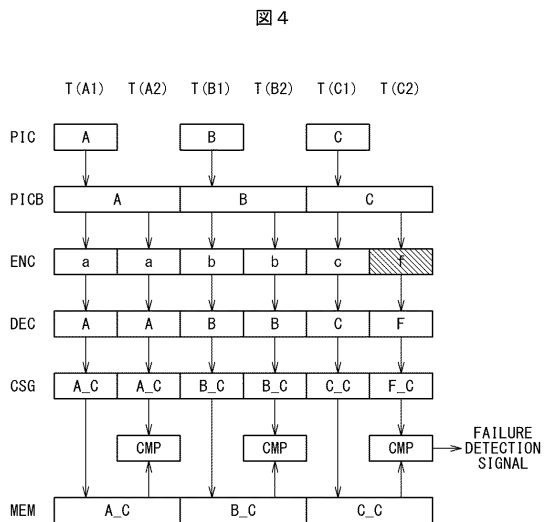 図4
T(A1) T(A2) T(B1) T(B2) T(C1) T(C2)
PIC A B C
PICB A B C
ENC a a b b c f
DEC A A B B C F
CSG A_C A_C B_C B_C C_C F_C
CMP CMP CMP
FAILURE
DETECTION
SIGNAL
MEM A_C B_C C_C